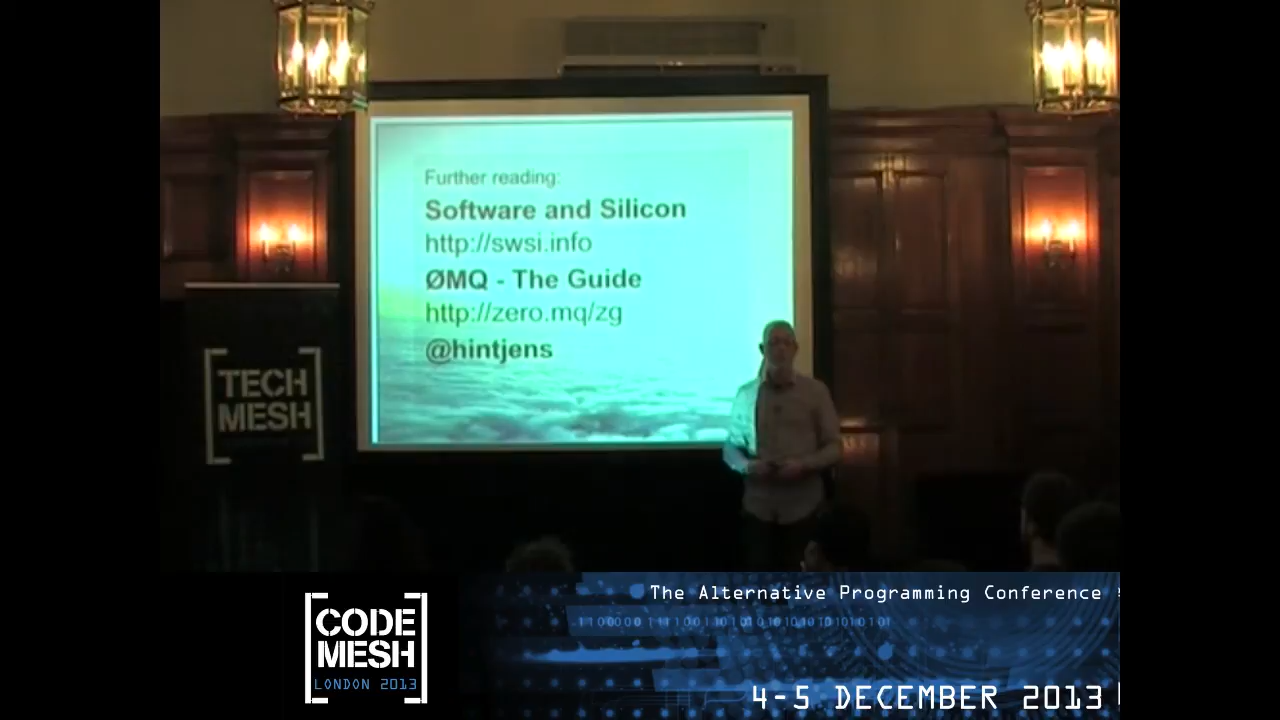 Further reading:
Software and Silicon
http://swsi.info
ØMQ - The Guide
http://zero.mq/zg
@hintjens
[TECH
MESH]
[CODE
MESH
LONDON 2013]
The Alternative Programming Conference
4-5 DECEMBER 2013